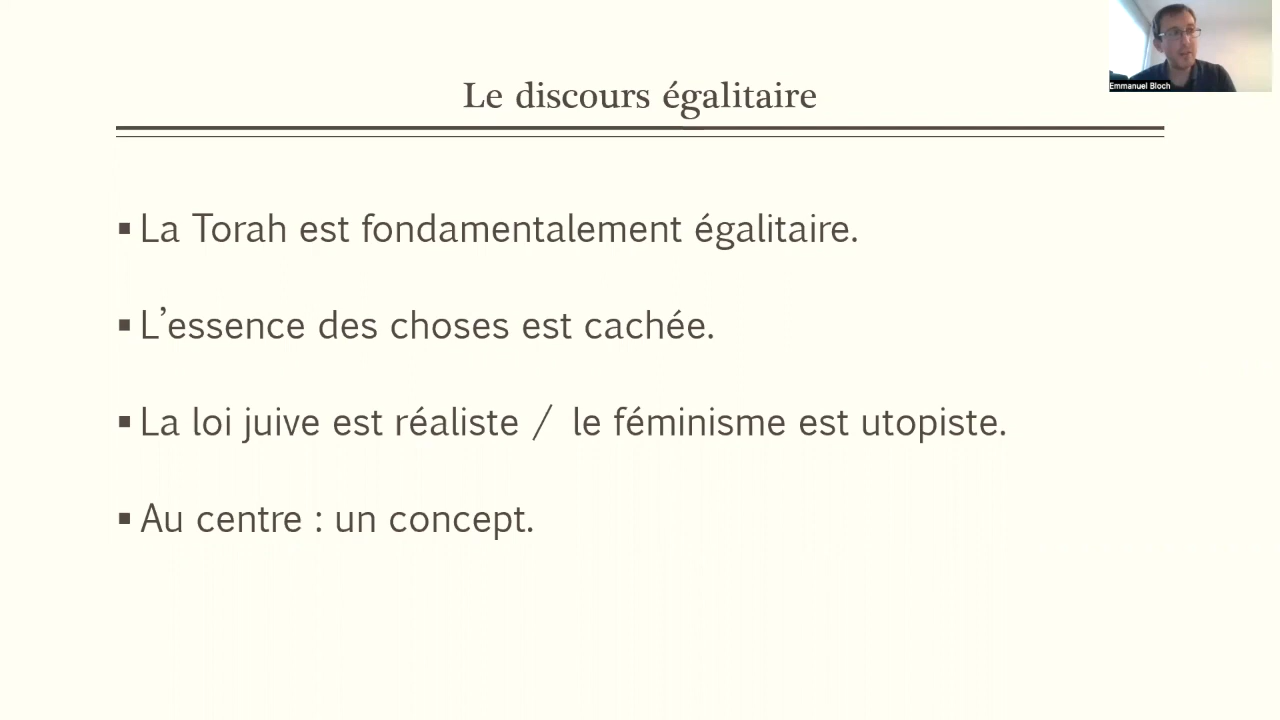 Le discours égalitaire
Emmanuel Bloch
▪ La Torah est fondamentalement égalitaire.
▪ L’essence des choses est cachée.
▪ La loi juive est réaliste / le féminisme est utopiste.
▪ Au centre : un concept.